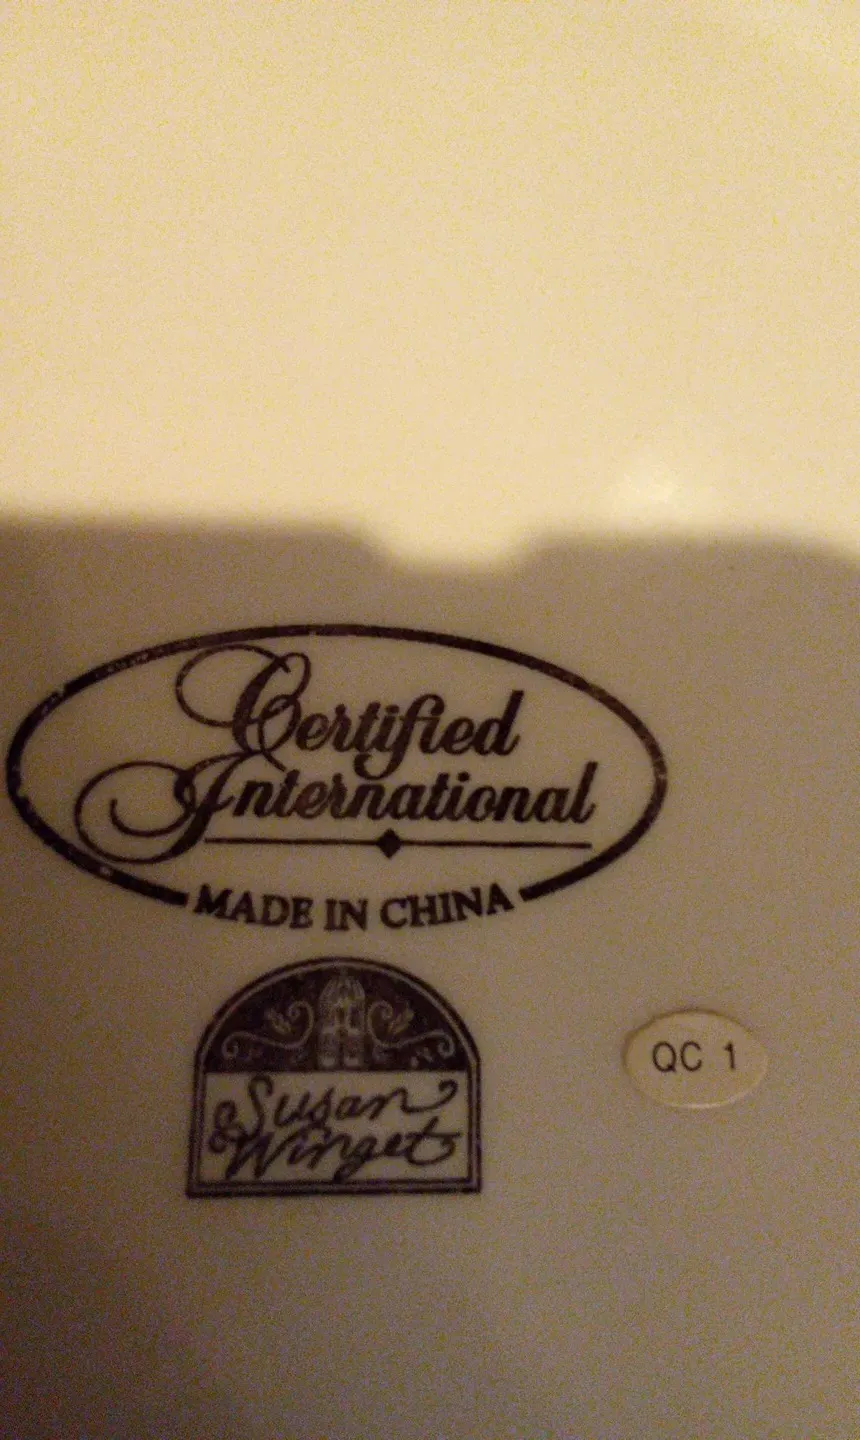 Certified
International
MADE IN CHINA
Susan
Winget
QC 1